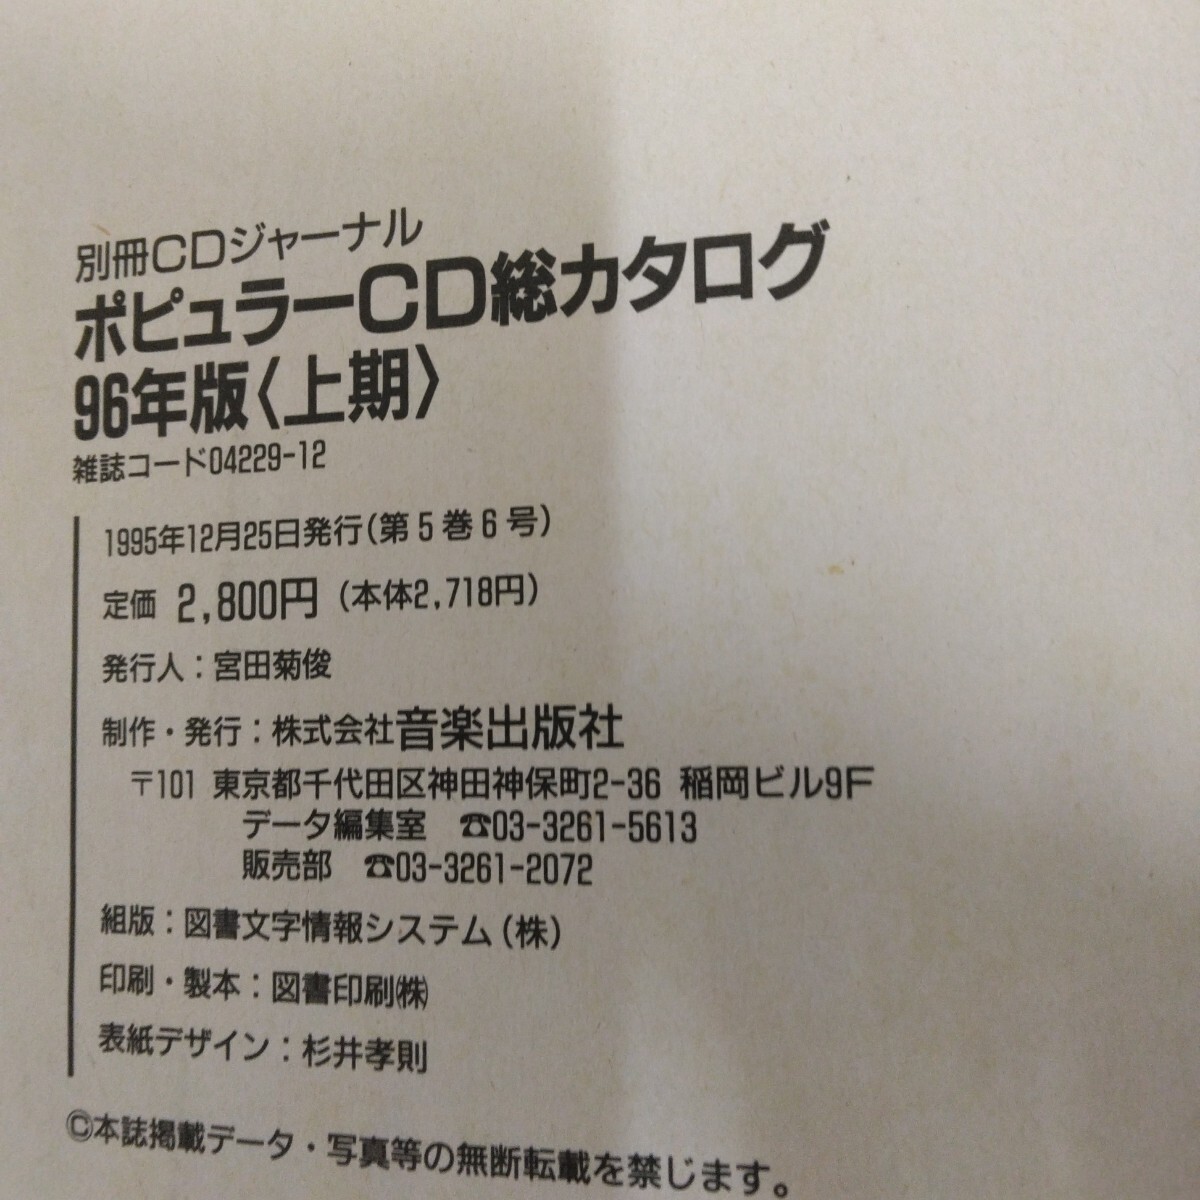 別冊CDジャーナル
ポピュラーCD総カタログ
96年版〈上期〉
雑誌コード04229-12
1995年12月25日発行(第5巻6号)
定価 2,800円 (本体2,718円)
発行人:宮田菊俊
制作・発行:株式会社音楽出版社
〒101 東京都千代田区神田神保町2-36 稲岡ビル9F
データ編集室 ☎03-3261-5613
販売部 ☎03-3261-2072
組版:図書文字情報システム(株)
印刷・製本:図書印刷㈱
表紙デザイン:杉井孝則
©本誌掲載データ・写真等の無断転載を禁じます。